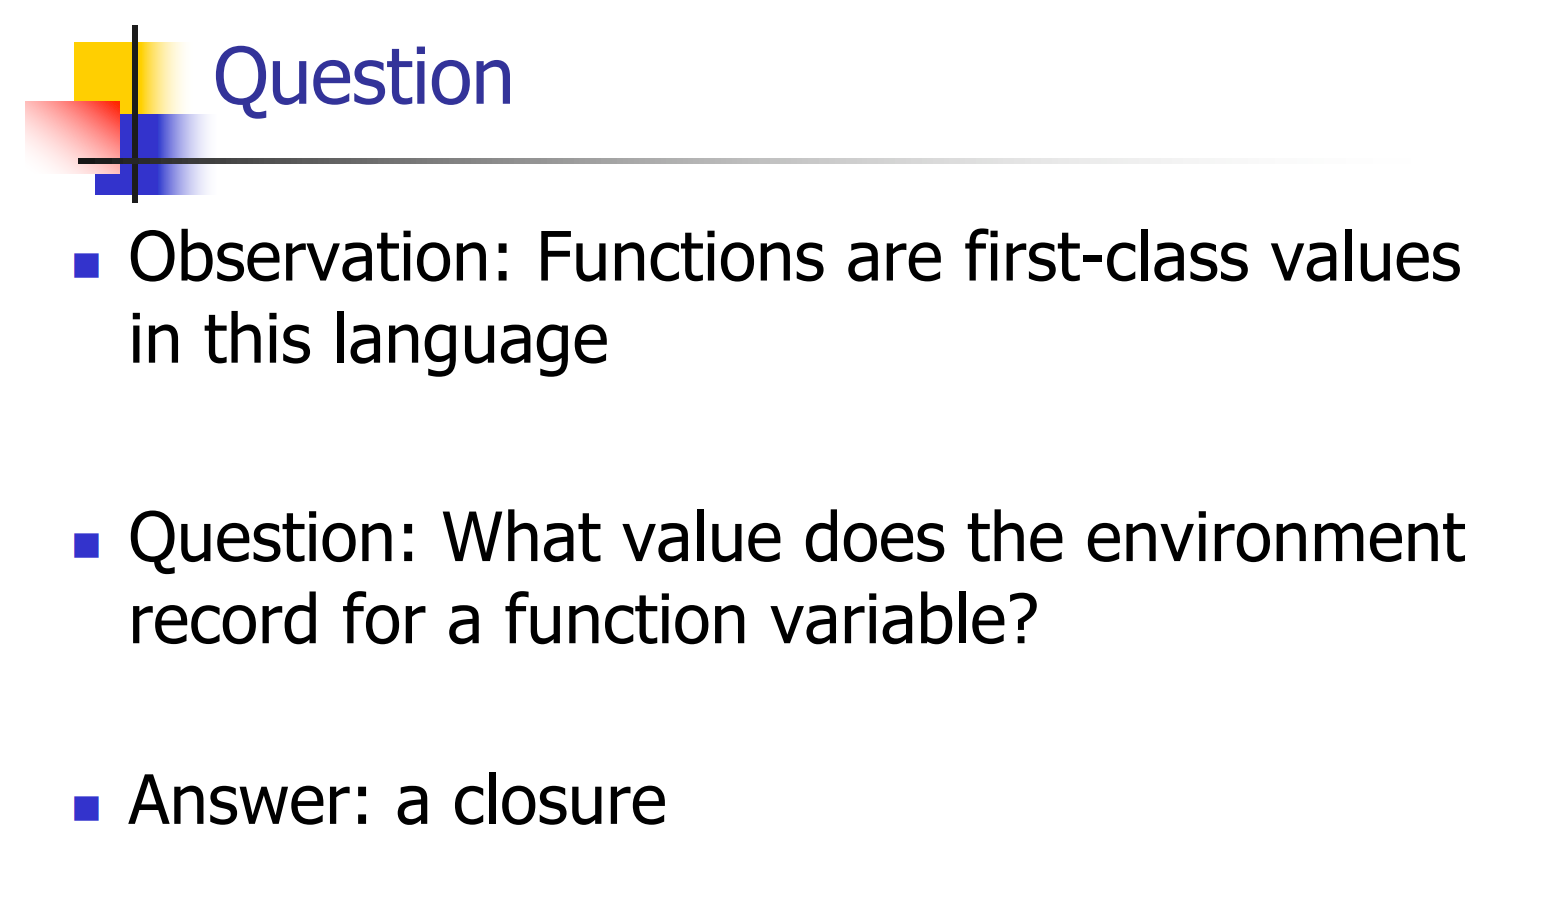 Question
Observation: Functions are first-class values
in this language
Question: What value does the environment
record for a function variable?
Answer: a closure